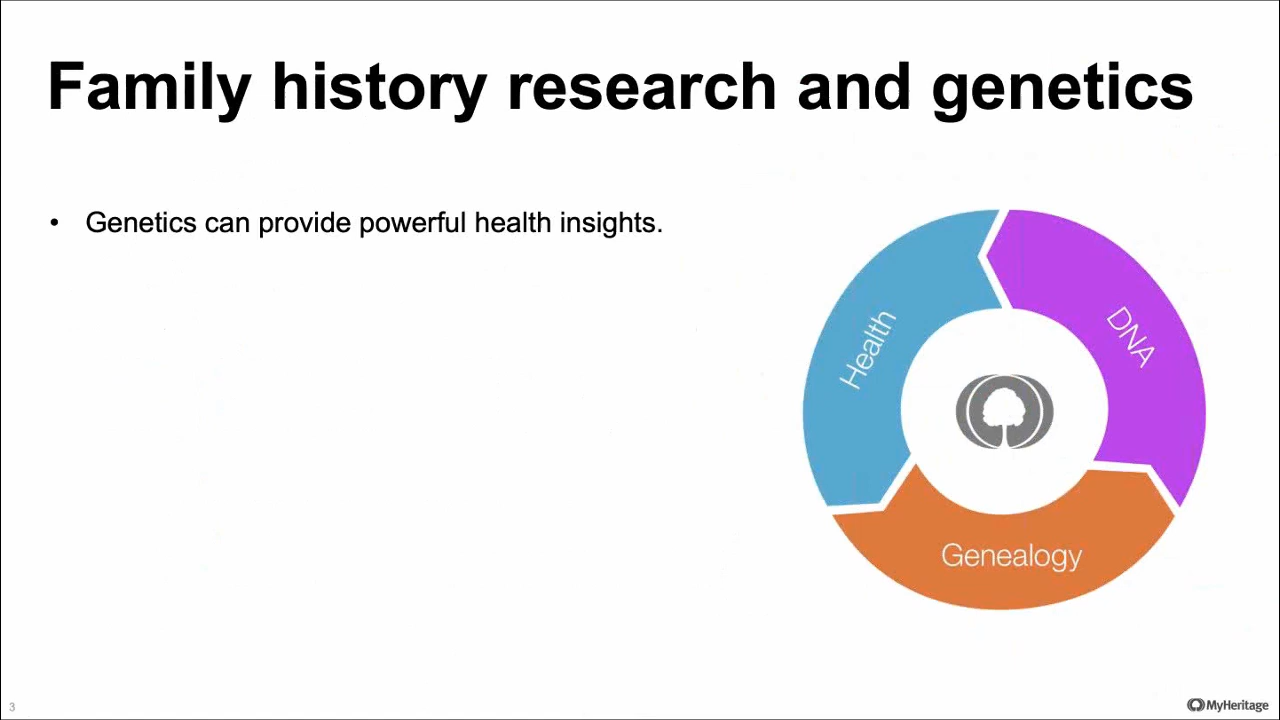 Family history research and genetics
• Genetics can provide powerful health insights.
Health
DNA
Genealogy
3
MyHeritage